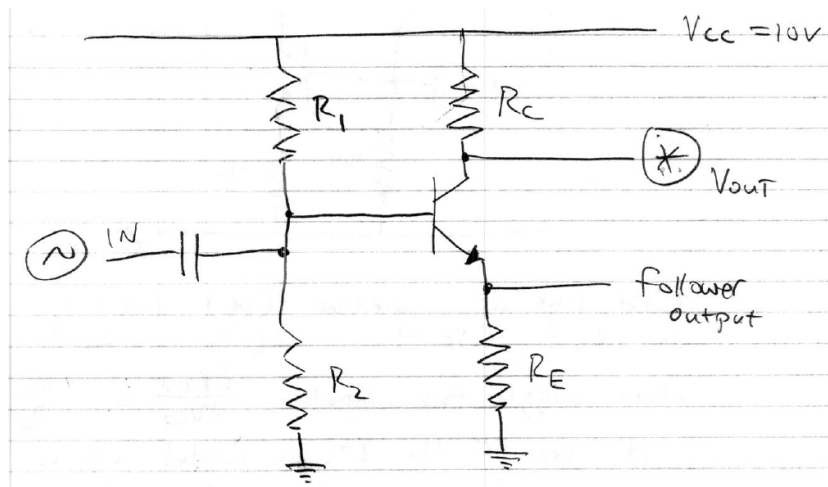 Vcc = 10V
R1
Rc
*
VOUT
IN
~
follower
output
R2
RE